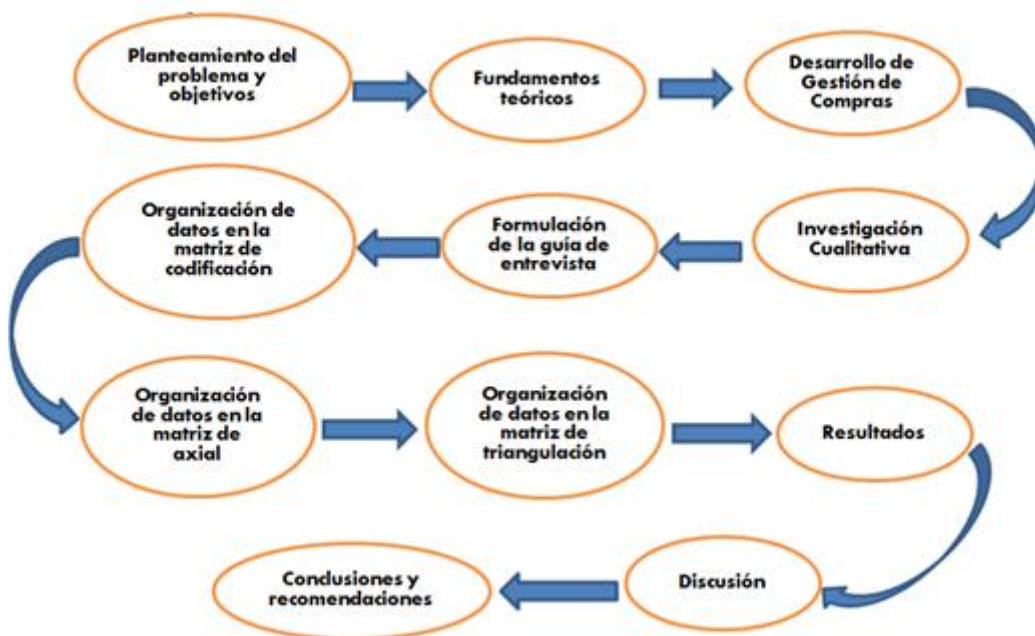 Planteamiento del
problema y
objetivos
Fundamentos
teóricos
Desarrollo de
Gestión de
Compras
Investigación
Cualitativa
Formulación
de la guía de
entrevista
Organización de
datos en la
matriz de
codificación
Organización
de datos en la
matriz de
axial
Organización
de datos en la
matriz de
triangulación
Resultados
Discusión
Conclusiones y
recomendaciones